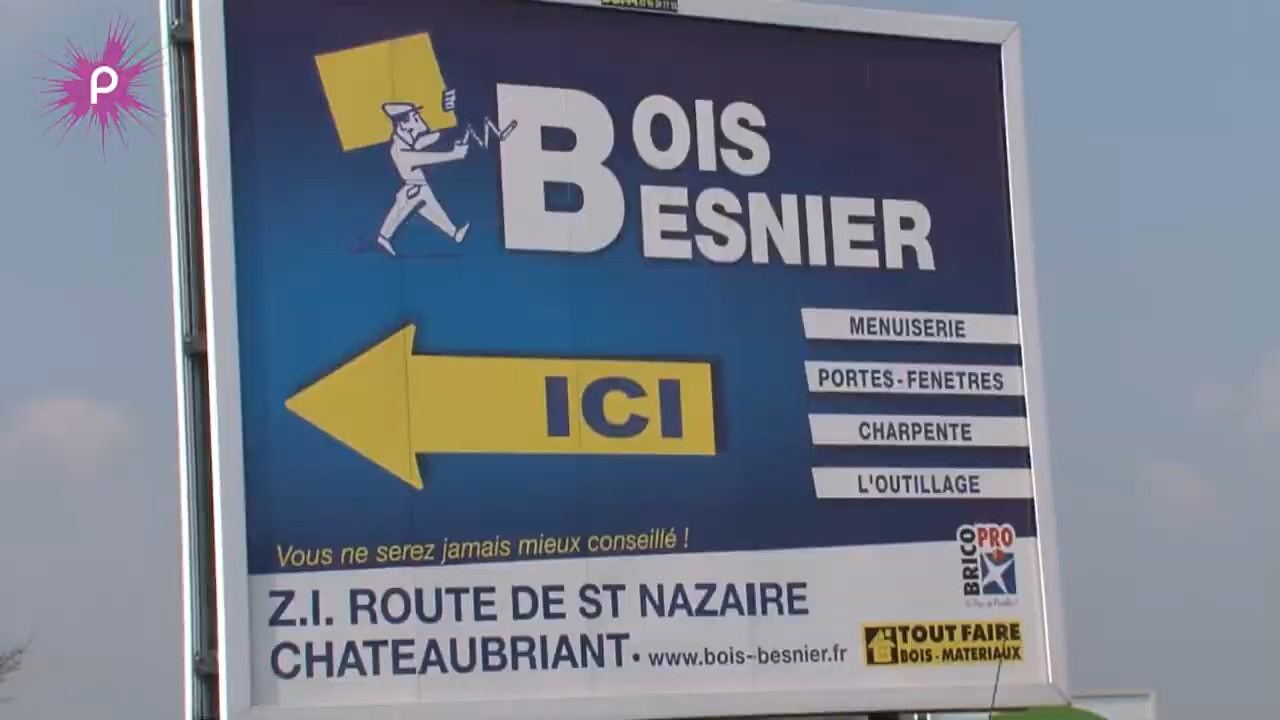 P
BOIS
BESNIER
ICI
MENUISERIE
PORTES-FENETRES
CHARPENTE
L'OUTILLAGE
Vous ne serez jamais mieux conseillé !
Z.I. ROUTE DE ST NAZAIRE
CHATEAUBRIANT • www.bois-besnier.fr
BRICO PRO
TOUT FAIRE
BOIS - MATERIAUX